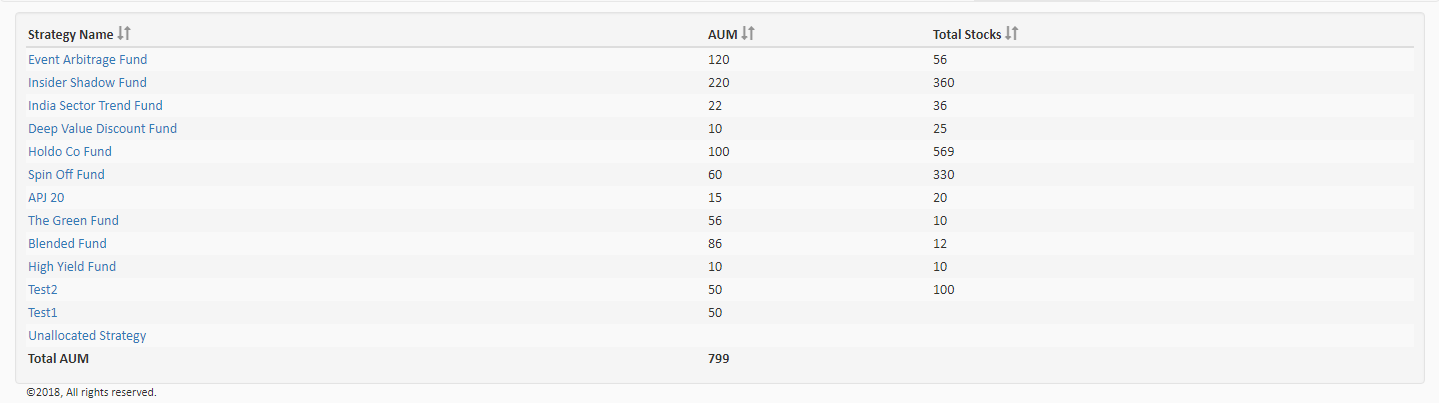 Strategy Name AUM Total Stocks
Event Arbitrage Fund 120 56
Insider Shadow Fund 220 360
India Sector Trend Fund 22 36
Deep Value Discount Fund 10 25
Holdo Co Fund 100 569
Spin Off Fund 60 330
APJ 20 15 20
The Green Fund 56 10
Blended Fund 86 12
High Yield Fund 10 10
Test2 50 100
Test1 50
Unallocated Strategy
Total AUM 799
©2018, All rights reserved.